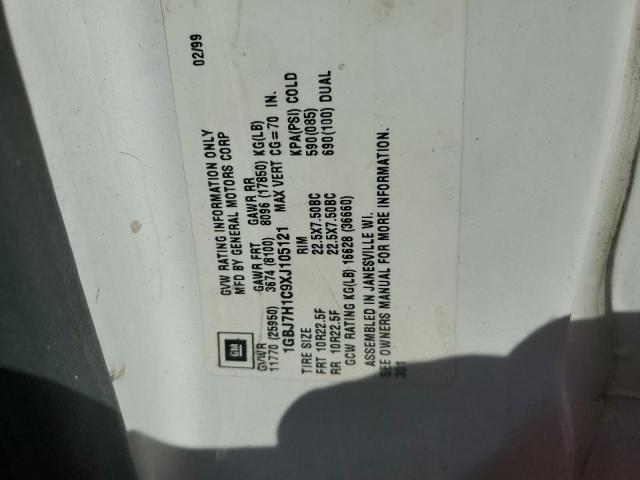 02/99
GVW RATING INFORMATION ONLY
MFD BY GENERAL MOTORS CORP
GM
GVWR GAWR FRT GAWR RR
11770 (25950) 3674 (8100) 8096 (17850) KG(LB)
1GBJ7H1C9XJ105121 MAX VERT CG=70 IN.
TIRE SIZE RIM KPA(PSI) COLD
FRT 10R22.5F 22.5X7.50BC 590(085)
RR 10R22.5F 22.5X7.50BC 690(100) DUAL
GCW RATING KG(LB) 16628 (36660)
ASSEMBLED IN JANESVILLE WI.
SEE OWNERS MANUAL FOR MORE INFORMATION.
301